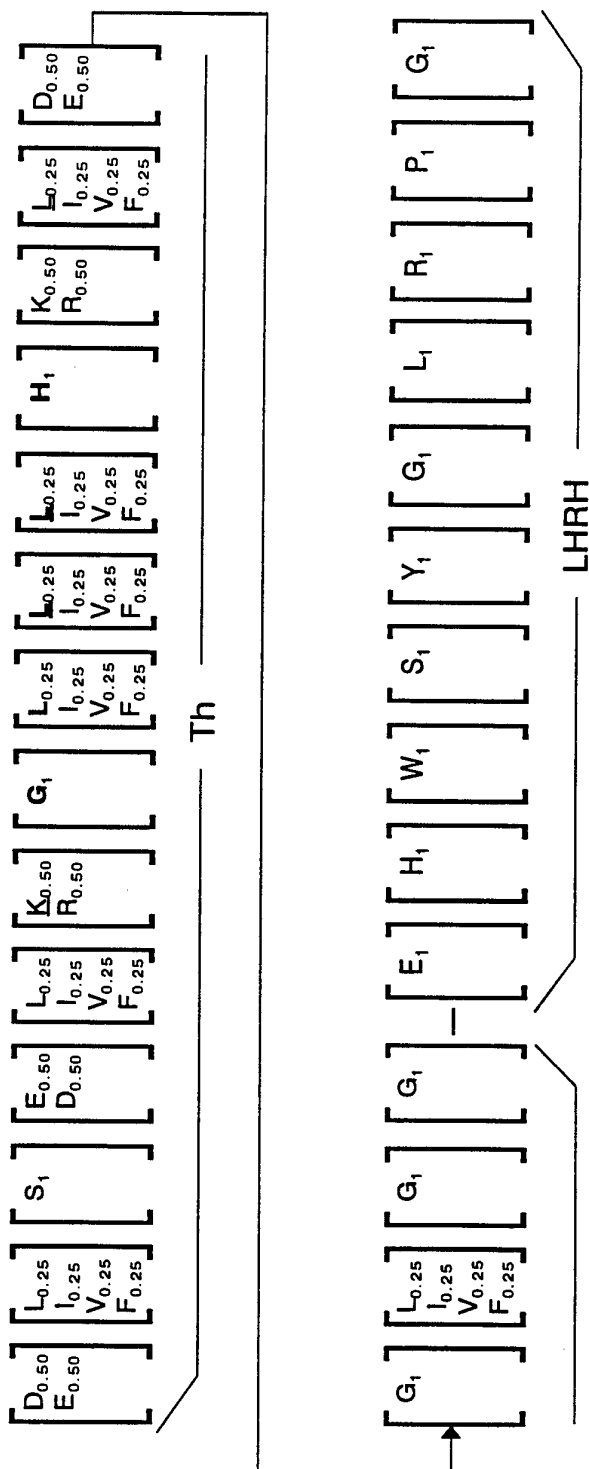 D0.50 L0.25 S1 E0.50 L0.25 K0.50 G1 L0.25 L0.25 L0.25 H1 K0.50 L0.25 D0.50
E0.50 I0.25 D0.50 I0.25 R0.50 I0.25 I0.25 I0.25 R0.50 I0.25 E0.50
V0.25 V0.25 V0.25 V0.25 V0.25 V0.25
F0.25 F0.25 F0.25 F0.25 F0.25 F0.25
Th
G1 L0.25 G1 G1 — E1 H1 W1 S1 Y1 G1 L1 R1 P1 G1
I0.25
V0.25
F0.25
LHRH